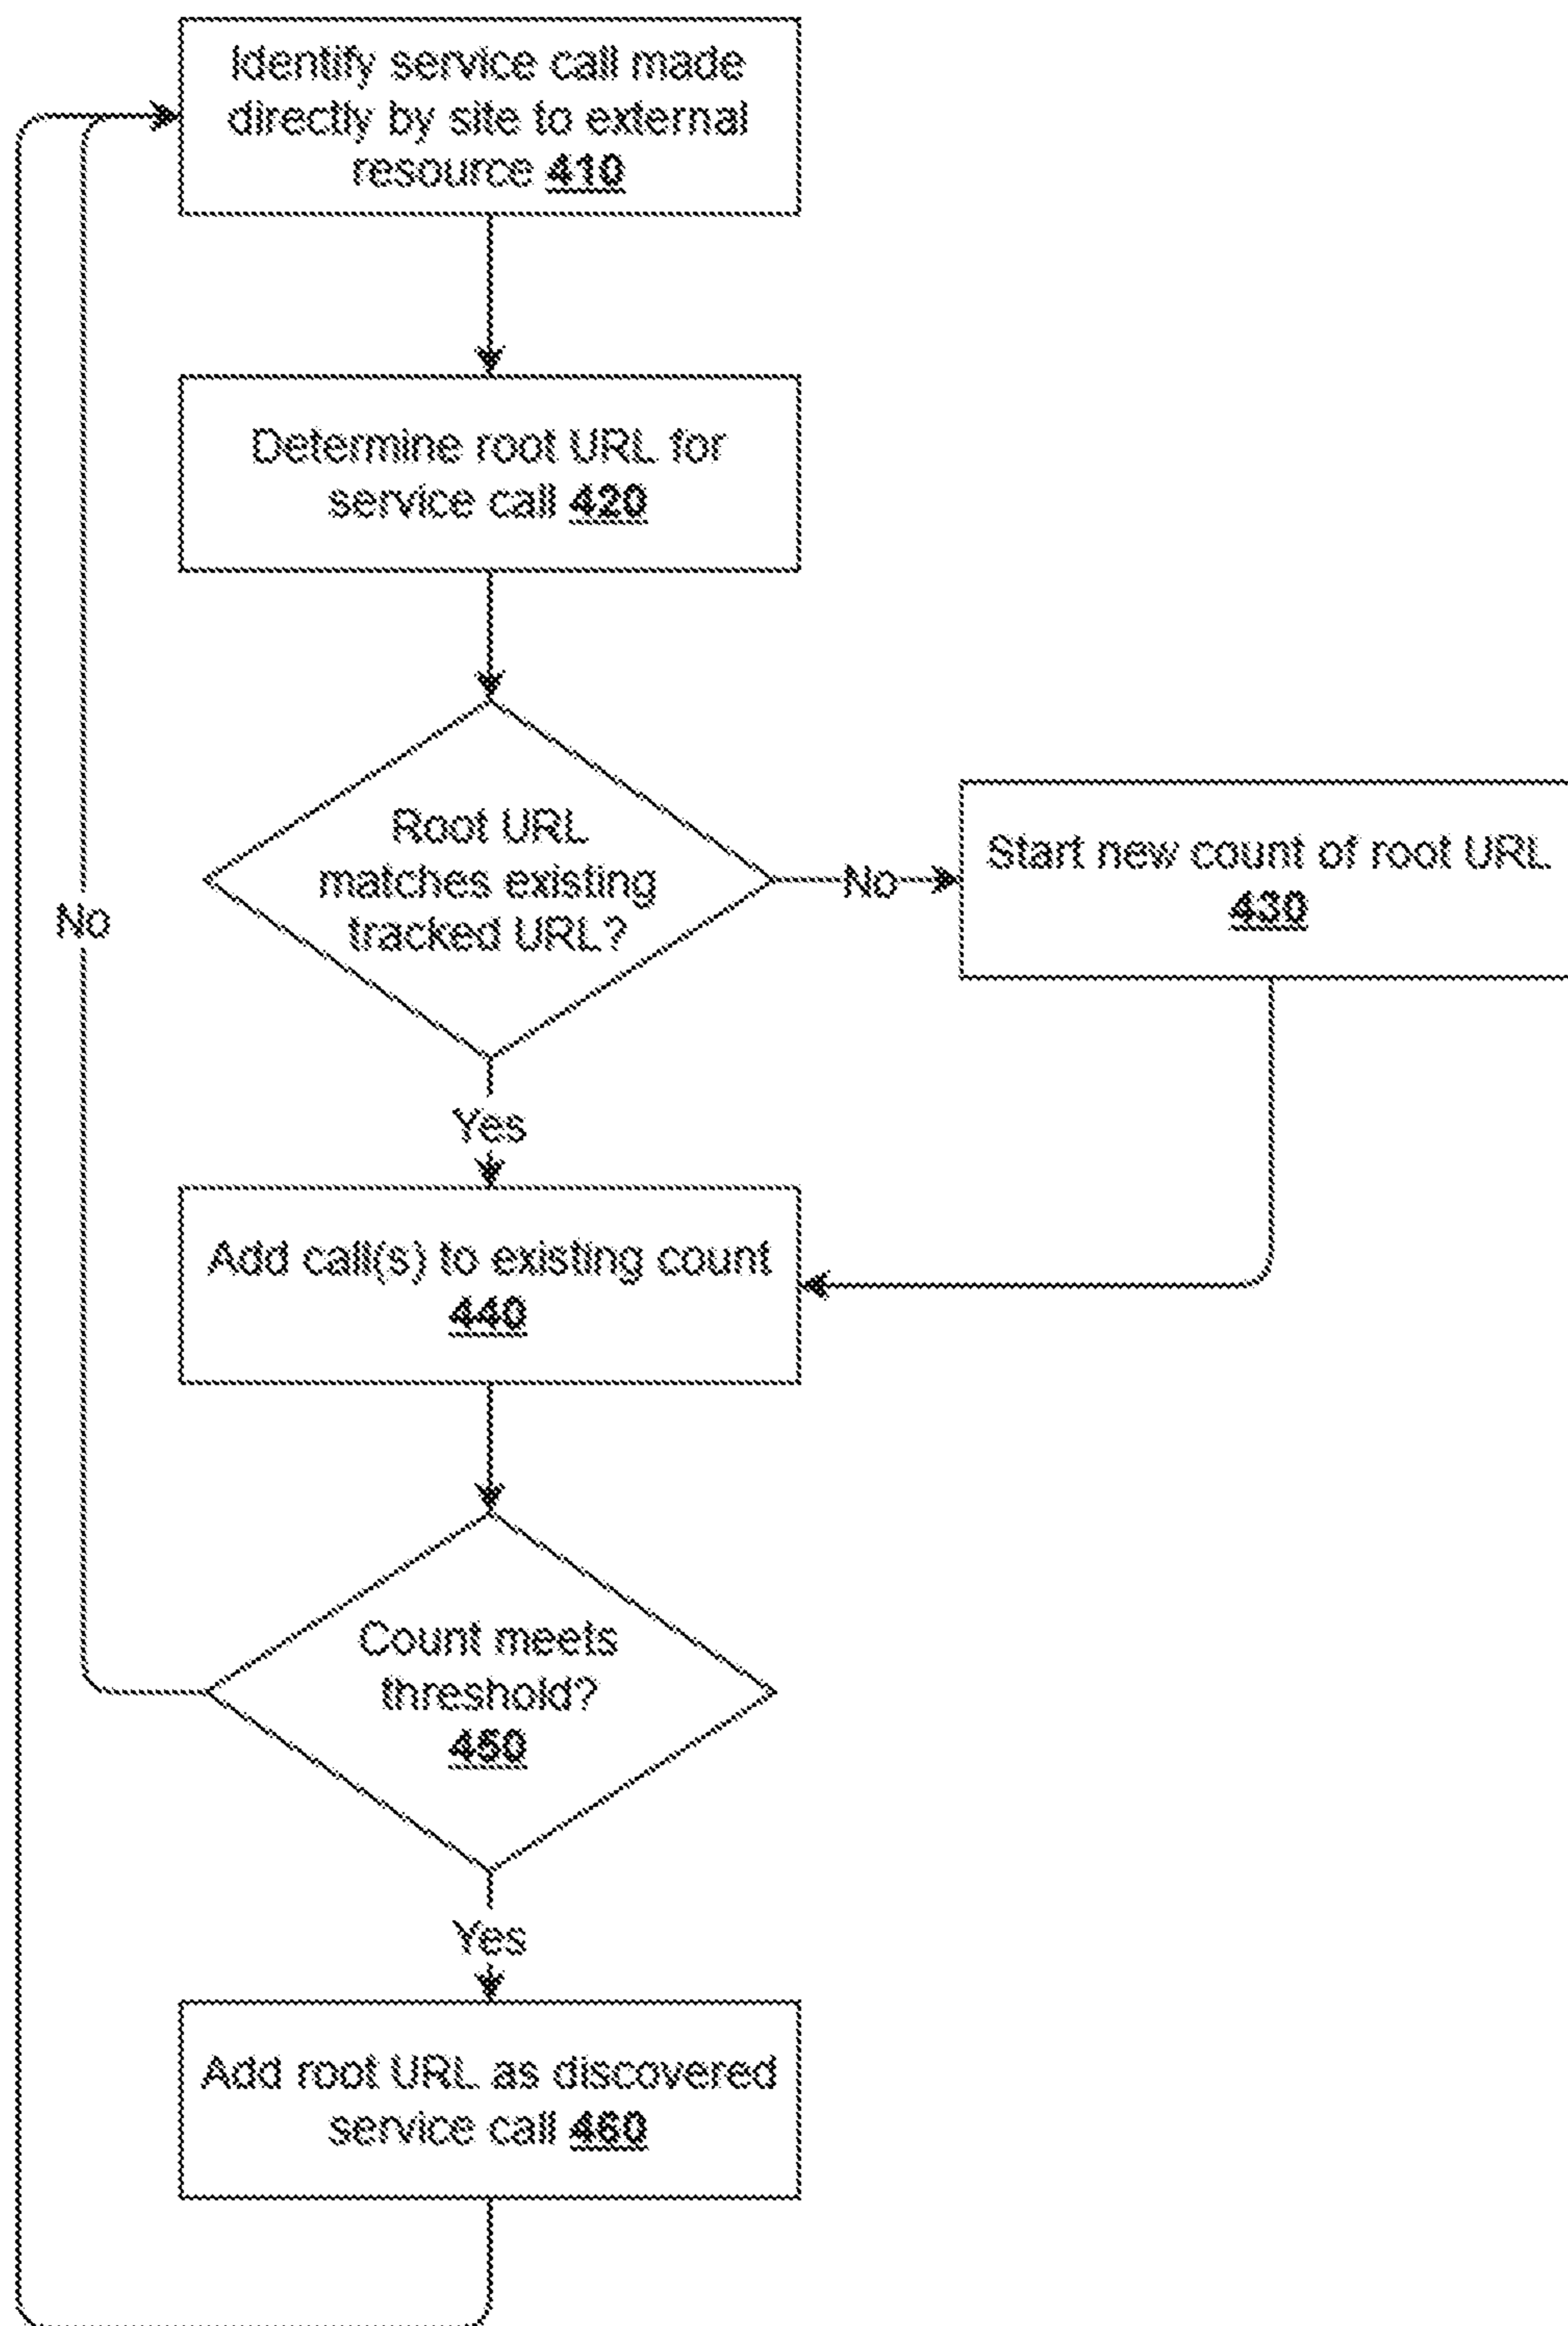 Identify service call made
directly by site to external
resource 410
Determine root URL for
service call 420
Root URL
matches existing
tracked URL?
No
Start new count of root URL
430
No
Yes
Add call(s) to existing count
440
Count meets
threshold?
450
Yes
Add root URL as discovered
service call 460